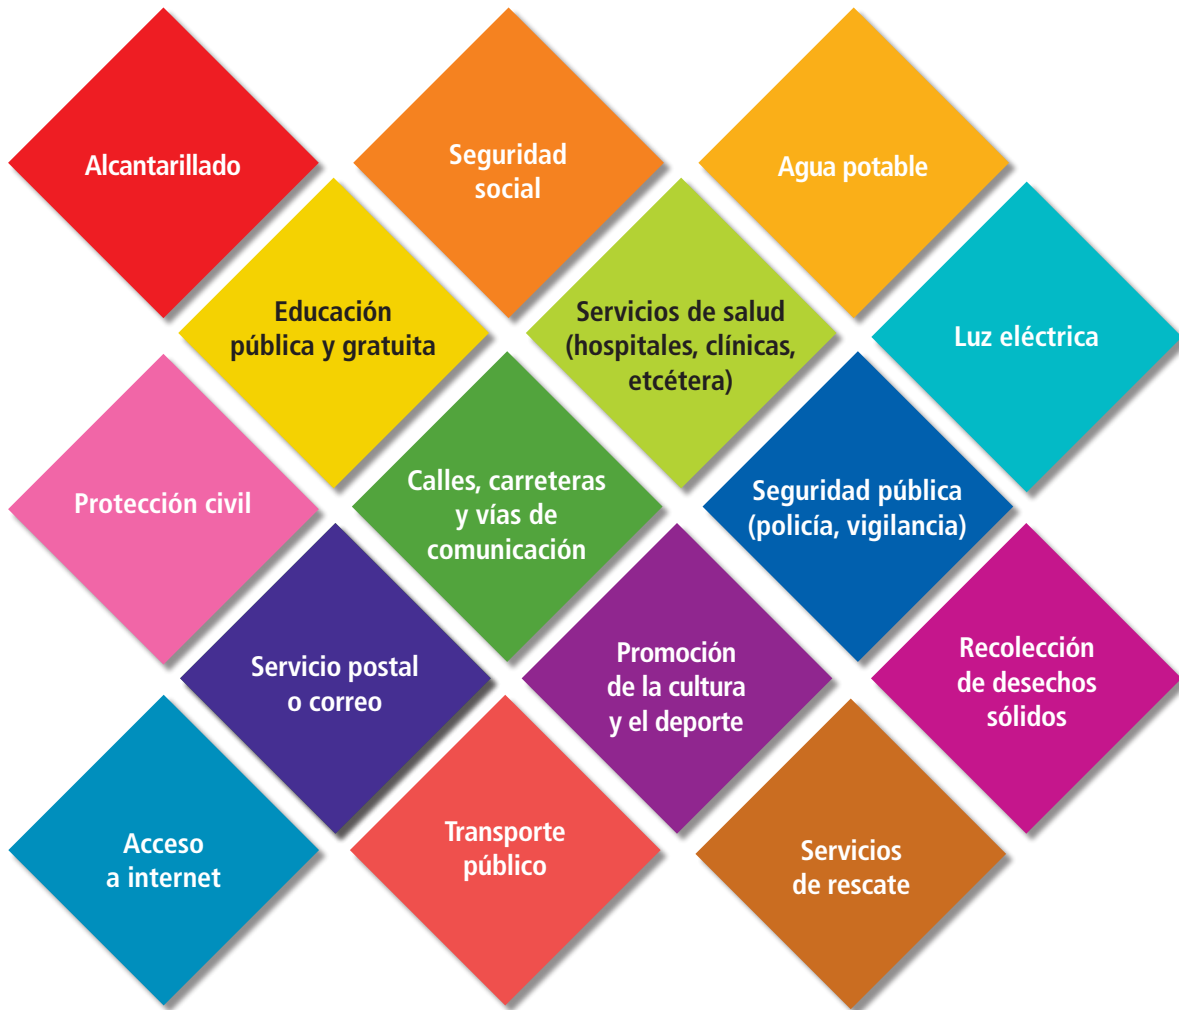 Alcantarillado
Seguridad
social
Agua potable
Educación
pública y gratuita
Servicios de salud
(hospitales, clínicas,
etcétera)
Luz eléctrica
Protección civil
Calles, carreteras
y vías de
comunicación
Seguridad pública
(policía, vigilancia)
Servicio postal
o correo
Promoción
de la cultura
y el deporte
Recolección
de desechos
sólidos
Acceso
a internet
Transporte
público
Servicios
de rescate